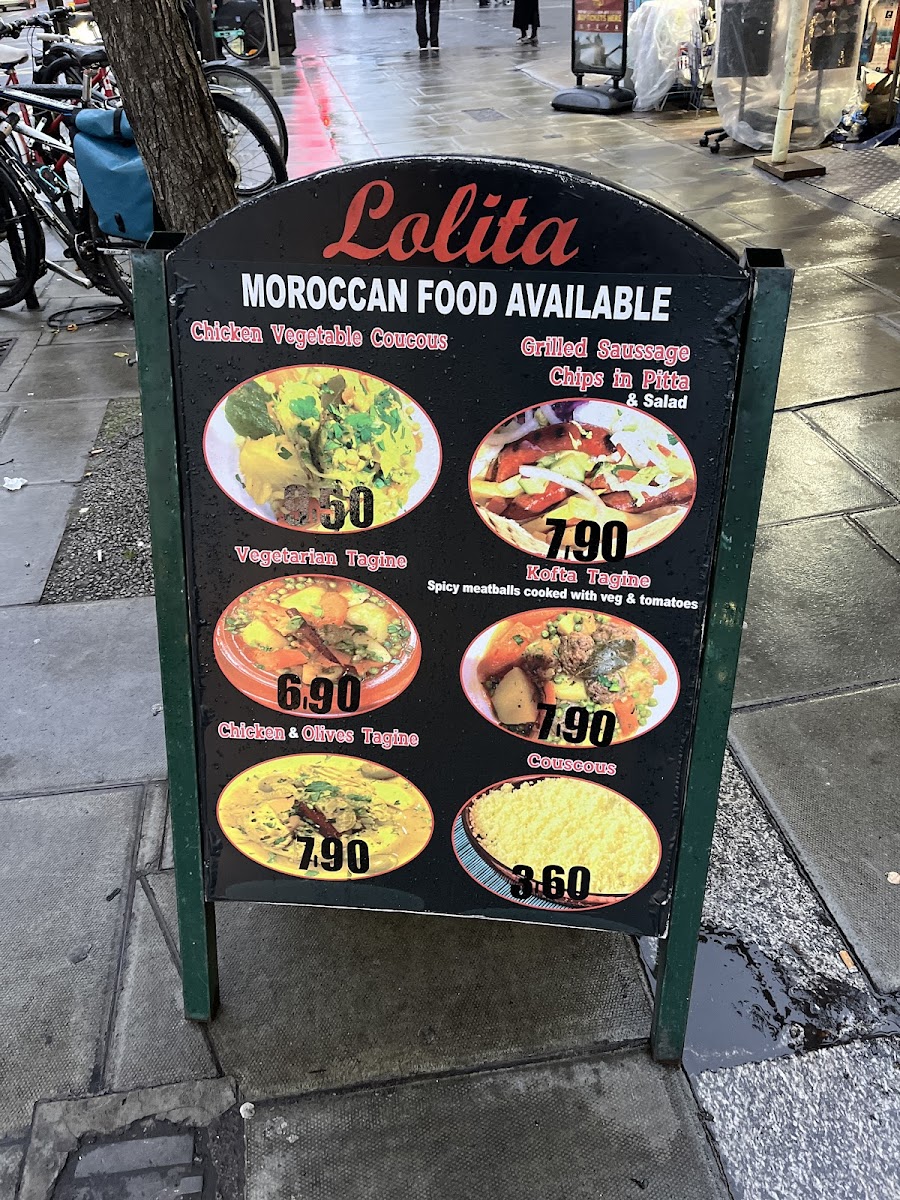 Lolita
MOROCCAN FOOD AVAILABLE
Chicken Vegetable Coucous
50
Grilled Saussage
Chips in Pitta
& Salad
7,90
Vegetarian Tagine
6,90
Kofta Tagine
Spicy meatballs cooked with veg & tomatoes
7,90
Chicken & Olives Tagine
7,90
Couscous
3,60